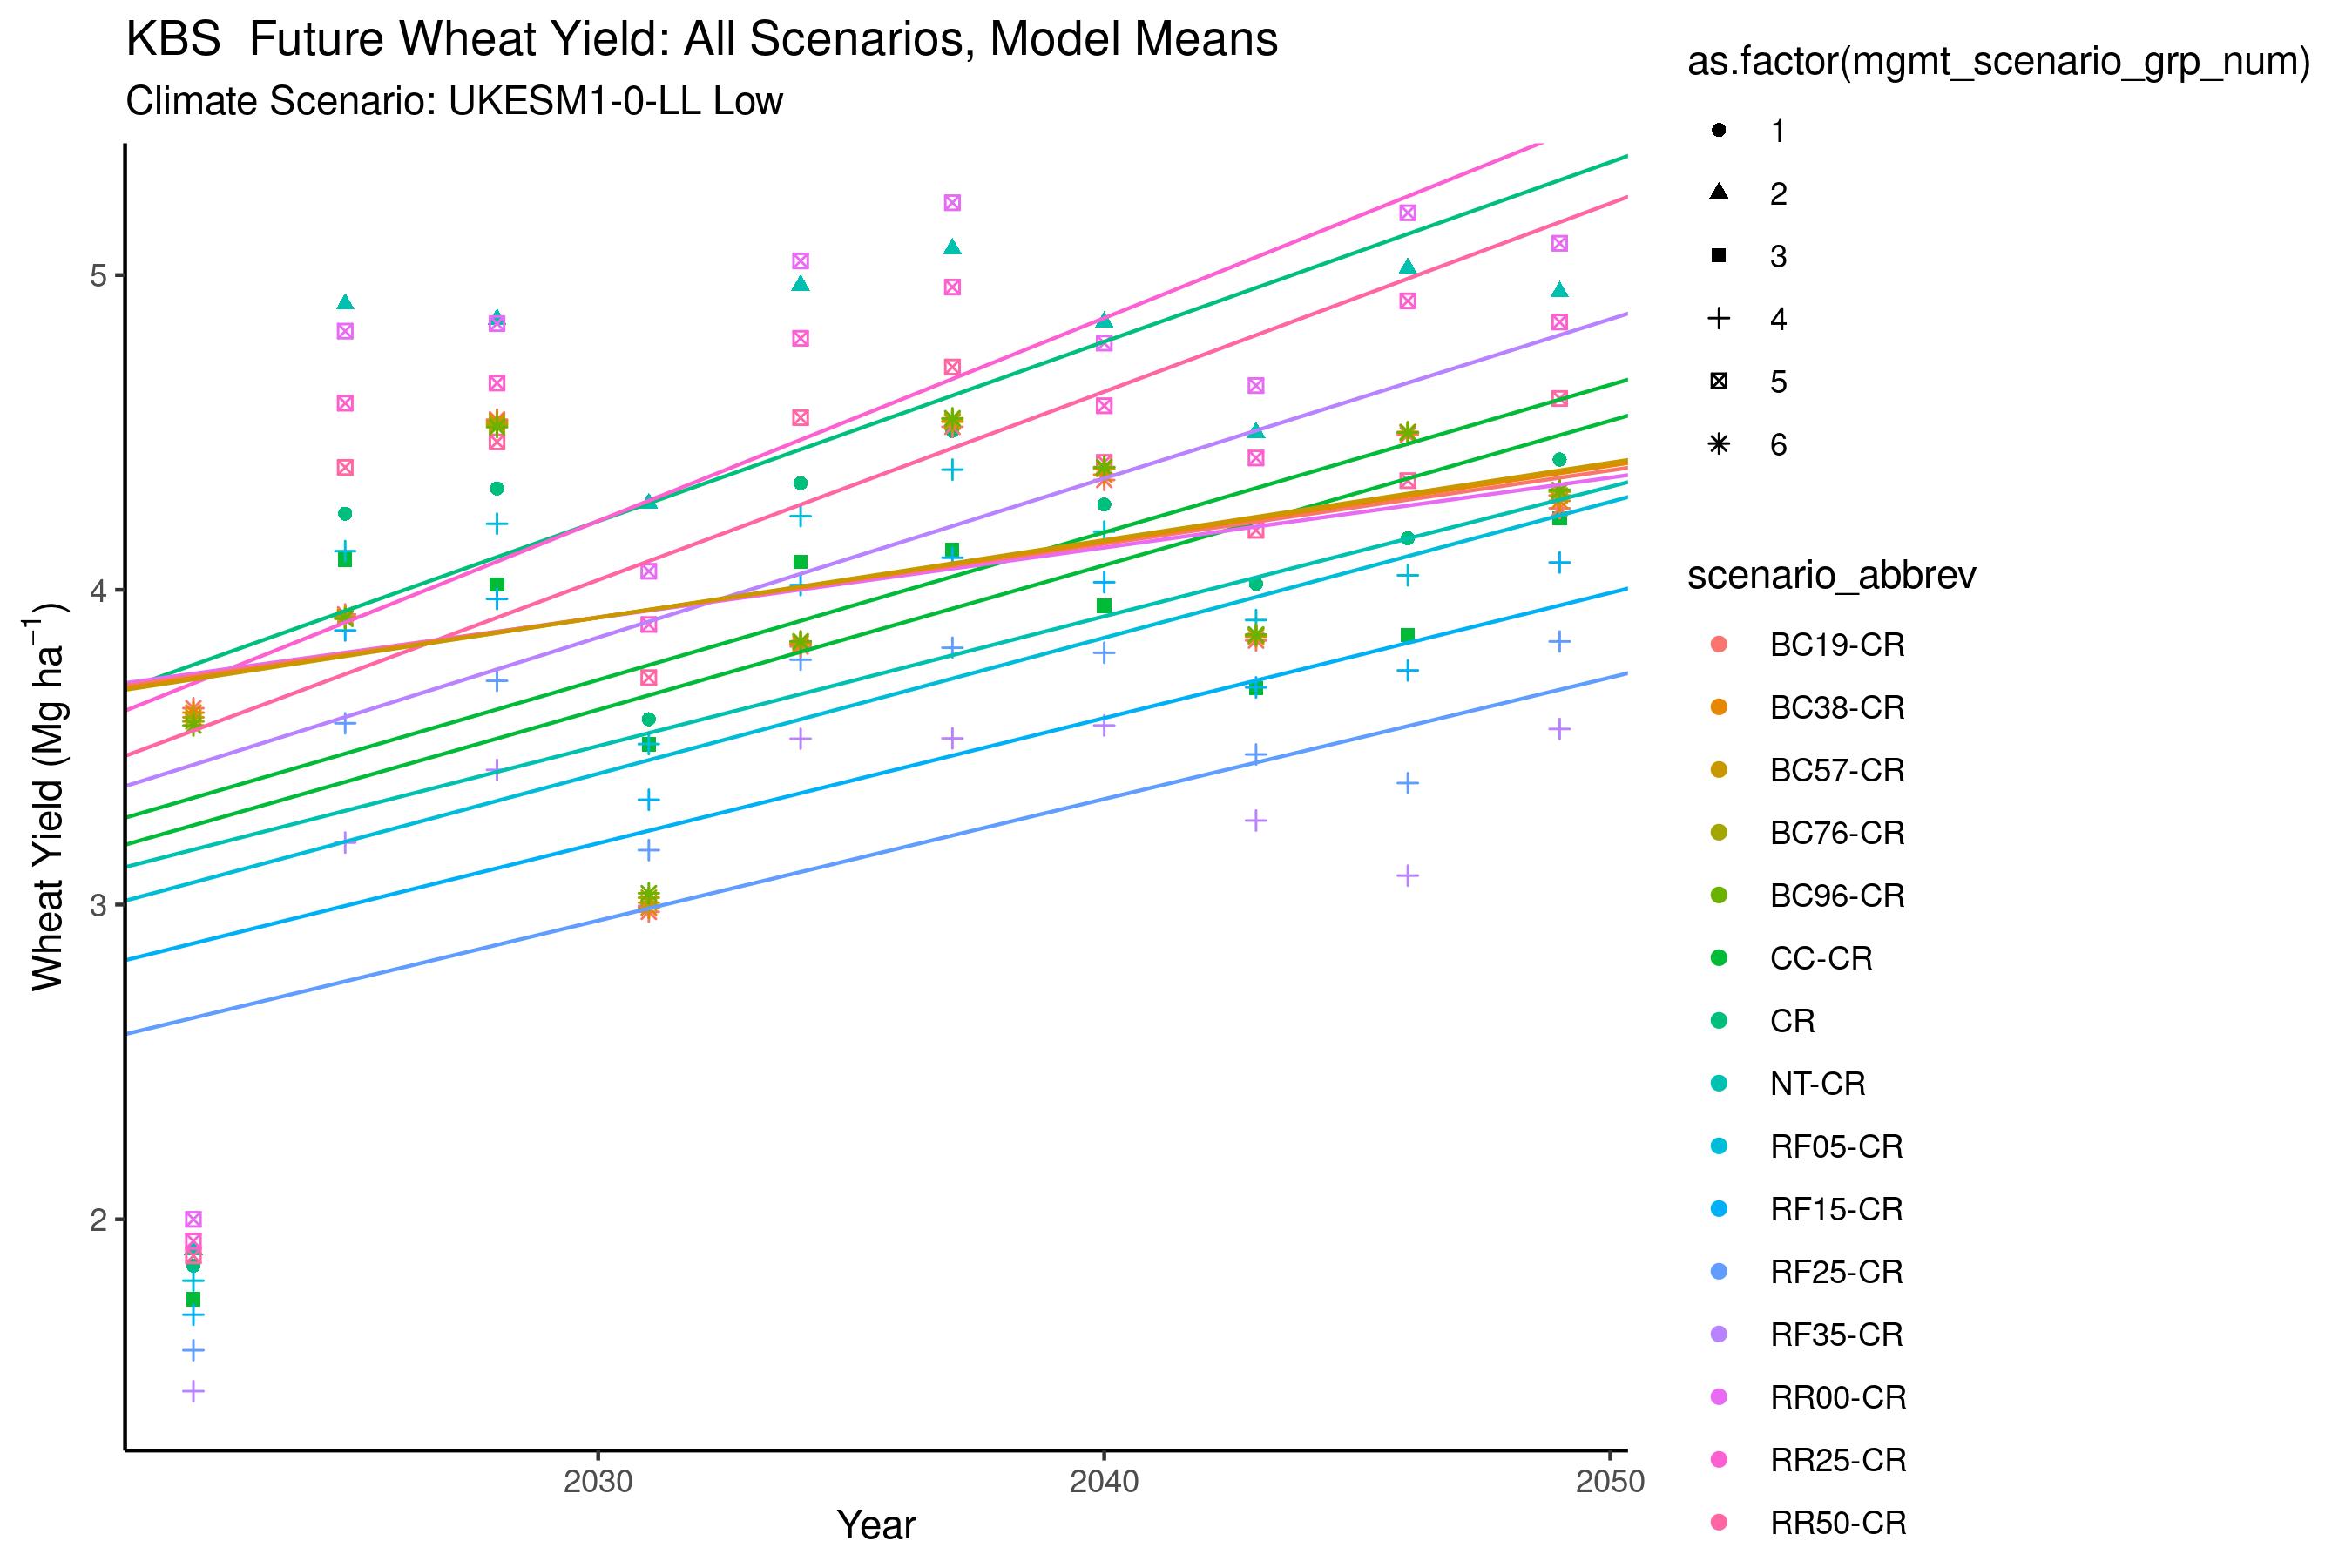 KBS  Future Wheat Yield: All Scenarios, Model Means
Climate Scenario: UKESM1-0-LL Low
Wheat Yield (Mg ha⁻¹)
5
4
3
2
2030
2040
2050
Year
as.factor(mgmt_scenario_grp_num)
1
2
3
4
5
6
scenario_abbrev
BC19-CR
BC38-CR
BC57-CR
BC76-CR
BC96-CR
CC-CR
CR
NT-CR
RF05-CR
RF15-CR
RF25-CR
RF35-CR
RR00-CR
RR25-CR
RR50-CR